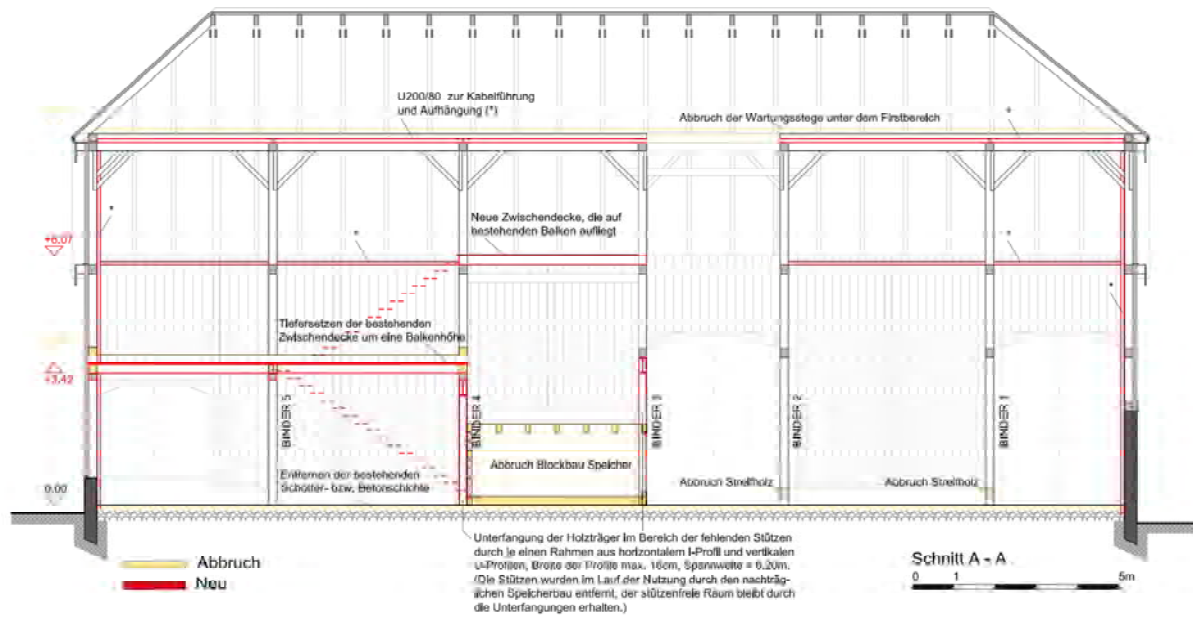 U200/80 zur Kabelführung
und Aufhängung (*)
Abbruch der Wartungsstege unter dem Firstbereich
*
*
Neue Zwischendecke, die auf
bestehenden Balken aufliegt
+6.07
*
*
*
Tiefersetzen der bestehenden
Zwischendecke um eine Balkenhöhe
+3.42
BINDER 5
BINDER 4
BINDER 3
BINDER 2
BINDER 1
Abbruch Blockbau Speicher
Entfernen der bestehenden
Schotter- bzw. Betonschichte
Abbruch Streifholz
Abbruch Streifholz
0.00
Unterfangung der Holzträger im Bereich der fehlenden Stützen
durch je einen Rahmen aus horizontalem I-Profil und vertikalen
U-Profilen, Breite der Profile max. 16cm, Spannweite = 6.20m.
(Die Stützen wurden im Lauf der Nutzung durch den nachträg-
lichen Speicherbau entfernt, der stützenfreie Raum bleibt durch
die Unterfangungen erhalten.)
Abbruch
Neu
Schnitt A - A
0 1 5m